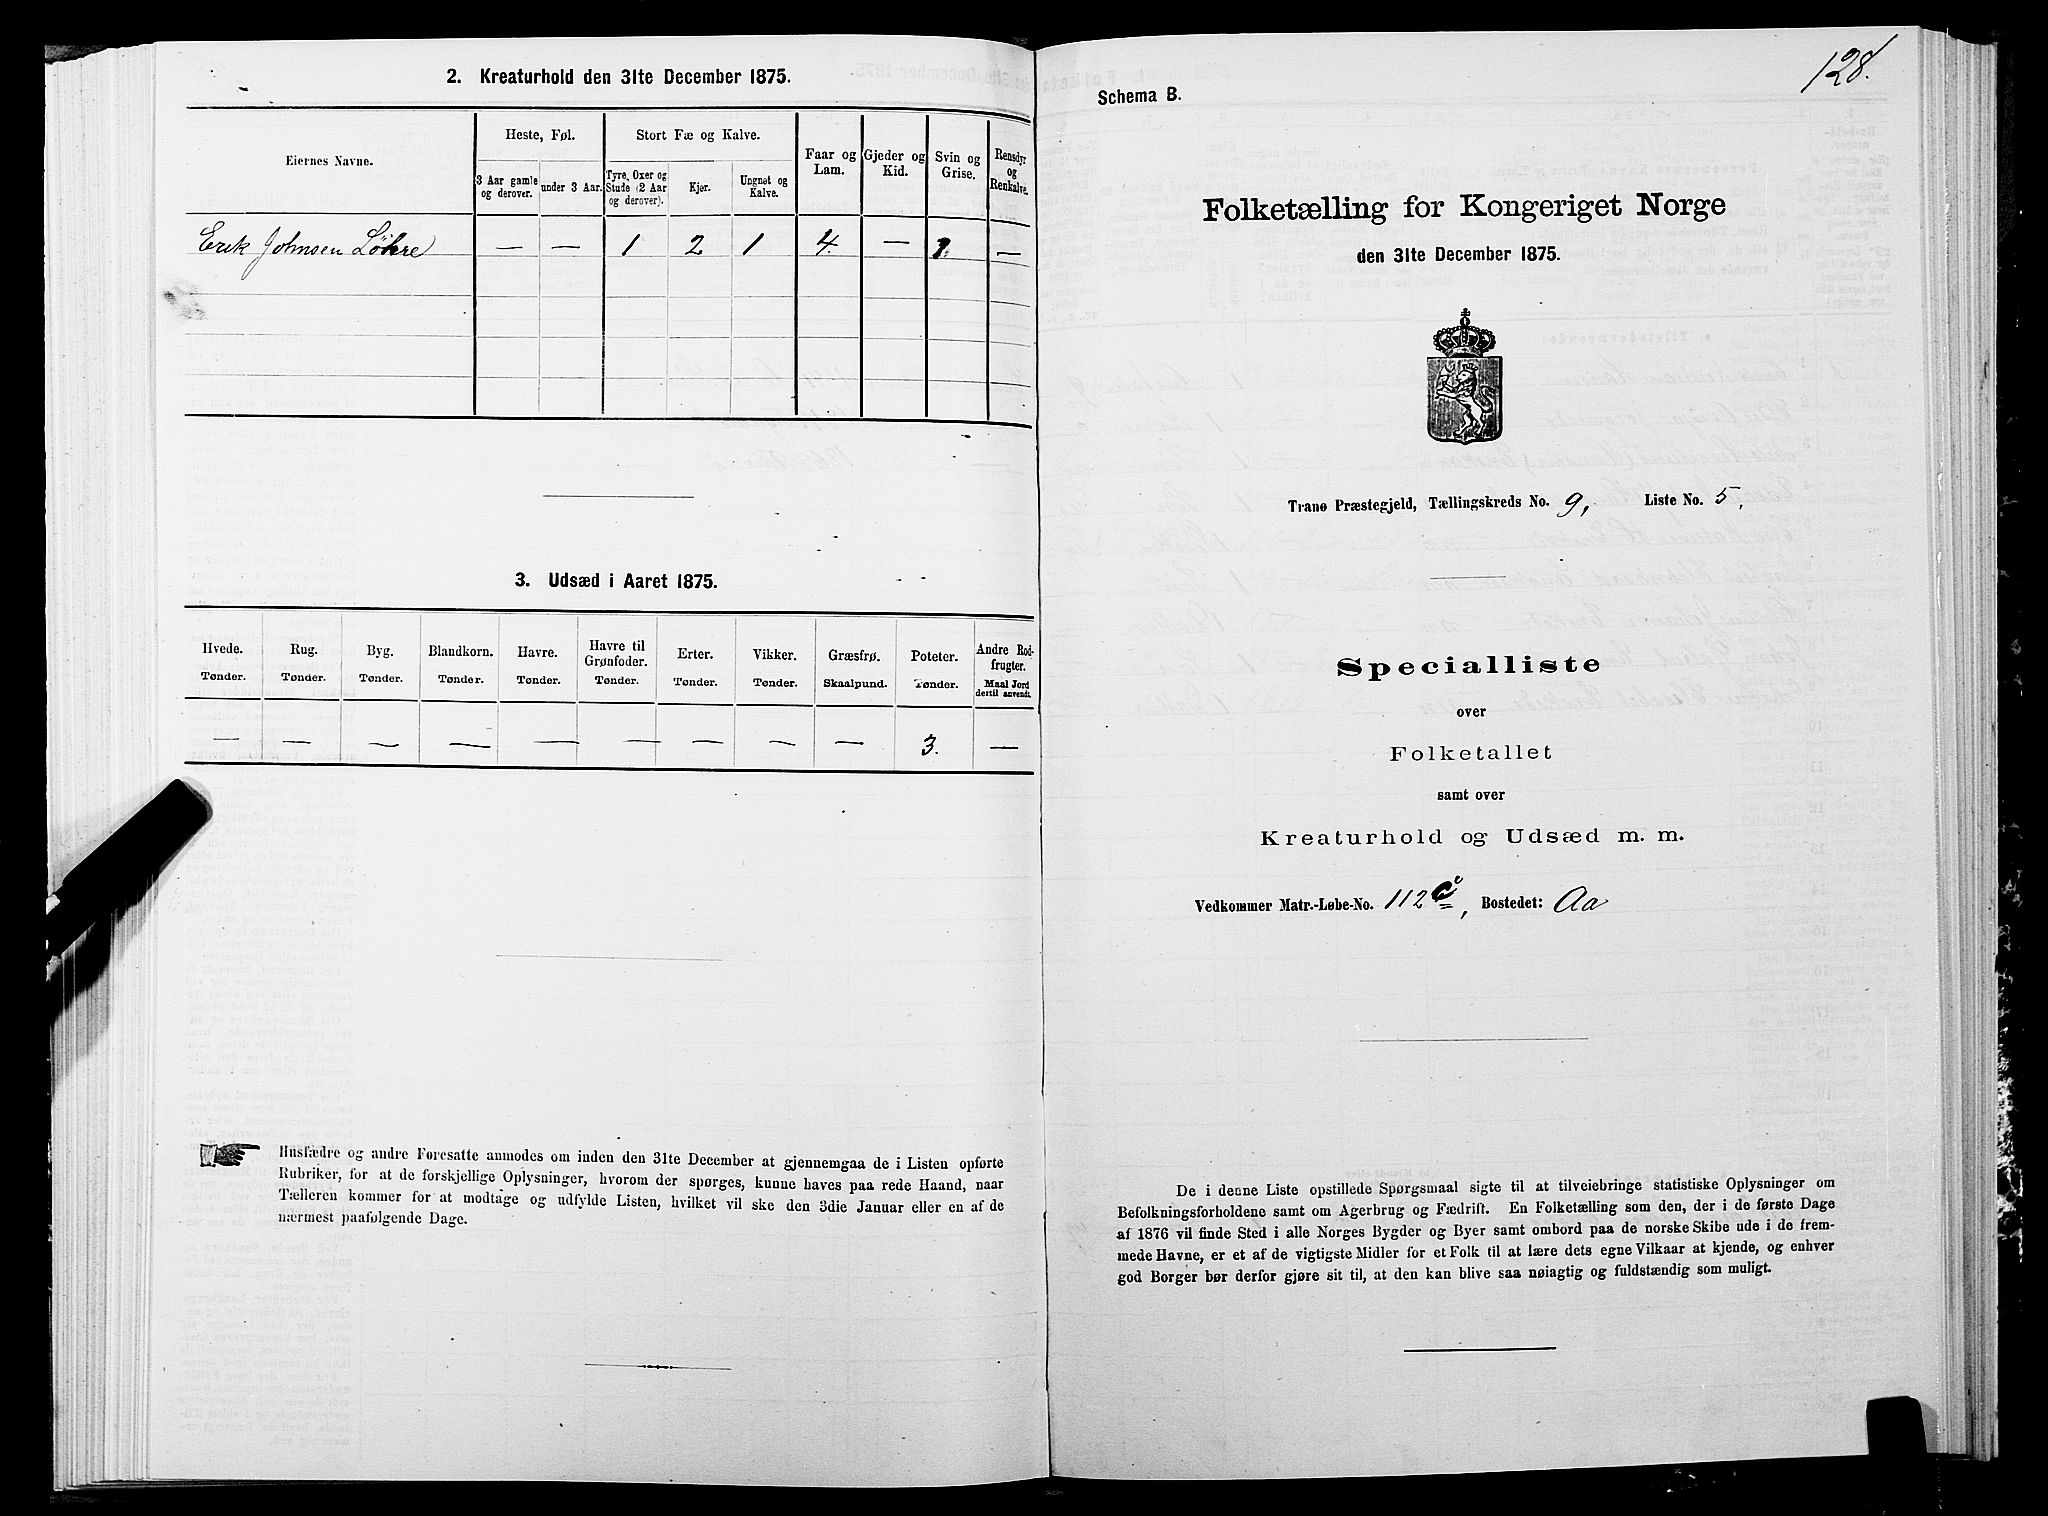 2. Kreaturhold den 31te December 1875.
Eiernes Navne.
Heste, Føl.
Stort Fæ og Kalve.
Faar og Lam.
Gjeder og Kid.
Svin og Grise.
Rensdyr og Renkalve.
3 Aar gamle og derover.
under 3 Aar.
Tyre, Oxer og Stude (2 Aar og derover).
Kjør.
Ungnøt og Kalve.
Erik Johnsen — — 1 2 1 4. — 1. —
3. Udsæd i Aaret 1875.
Hvede. Rug. Byg. Blandkorn. Havre. Havre til Grønfoder. Erter. Vikker. Græsfrø. Poteter. Andre Rodfrugter.
Tønder. Tønder. Tønder. Tønder. Tønder. Tønder. Tønder. Tønder. Skaalpund. Tønder. Maal Jord dertil anvendt.
— — — — — — — — — 3. —
Husfædre og andre Foresatte anmodes om inden den 31te December at gjennemgaa de i Listen opførte
Rubriker, for at de forskjellige Oplysninger, hvorom der spørges, kunne haves paa rede Haand, naar
Tælleren kommer for at modtage og udfylde Listen, hvilket vil ske den 3die Januar eller en af de
nærmest paafølgende Dage.
128.
Schema B.
Folketælling for Kongeriget Norge
den 31te December 1875.
Tranø Præstegjeld, Tællingskreds No. 9, Liste No. 5,
Specialliste
over
Folketallet
samt over
Kreaturhold og Udsæd m. m.
Vedkommer Matr.-Løbe-No. 112c, Bostedet: Aa
De i denne Liste opstillede Spørgsmaal sigte til at tilveiebringe statistiske Oplysninger om
Befolkningsforholdene samt om Agerbrug og Fædrift. En Folketælling som den, der i de første Dage
af 1876 vil finde Sted i alle Norges Bygder og Byer samt ombord paa de norske Skibe ude i de frem-
mede Havne, er et af de vigtigste Midler for et Folk til at lære dets egne Vilkaar at kjende, og enhver
god Borger bør derfor gjøre sit til, at den kan blive saa nøiagtig og fuldstændig som muligt.